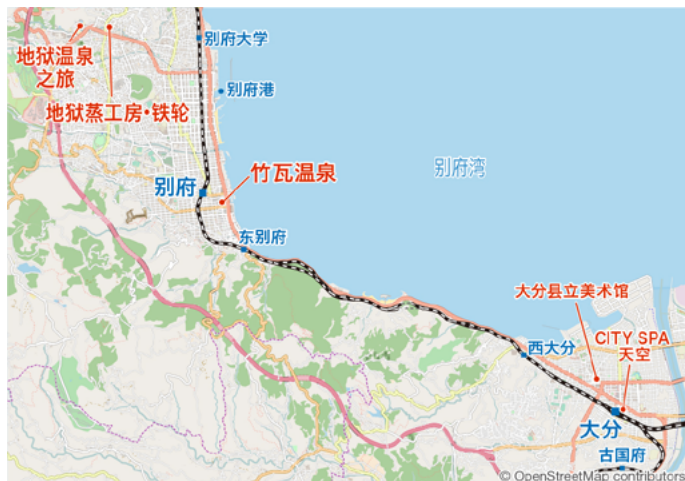 别府大学
地狱温泉
之旅
别府港
地狱蒸工房·铁轮
别府湾
竹瓦温泉
别府
东别府
大分县立美术馆
CITY SPA
天空
西大分
大分
古国府
© OpenStreetMap contributors